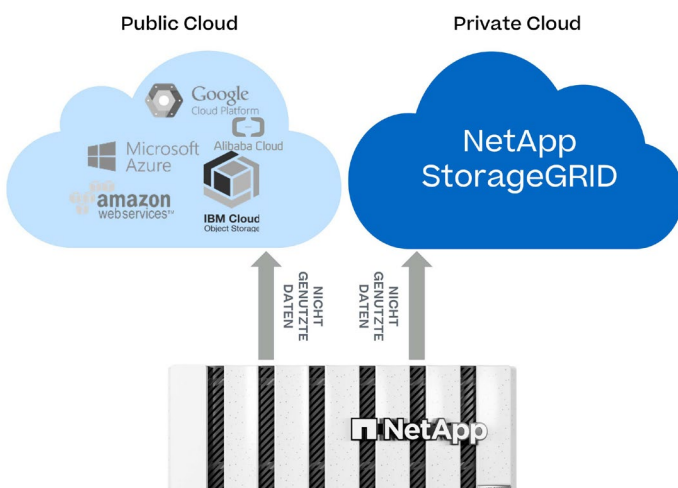 Public Cloud
Private Cloud
Google
Cloud Platform
Alibaba Cloud
Microsoft
Azure
amazon
webservices™
IBM Cloud
Object Storage
NetApp
StorageGRID
NICHT
GENUTZTE
DATEN
NICHT
GENUTZTE
DATEN
NetApp